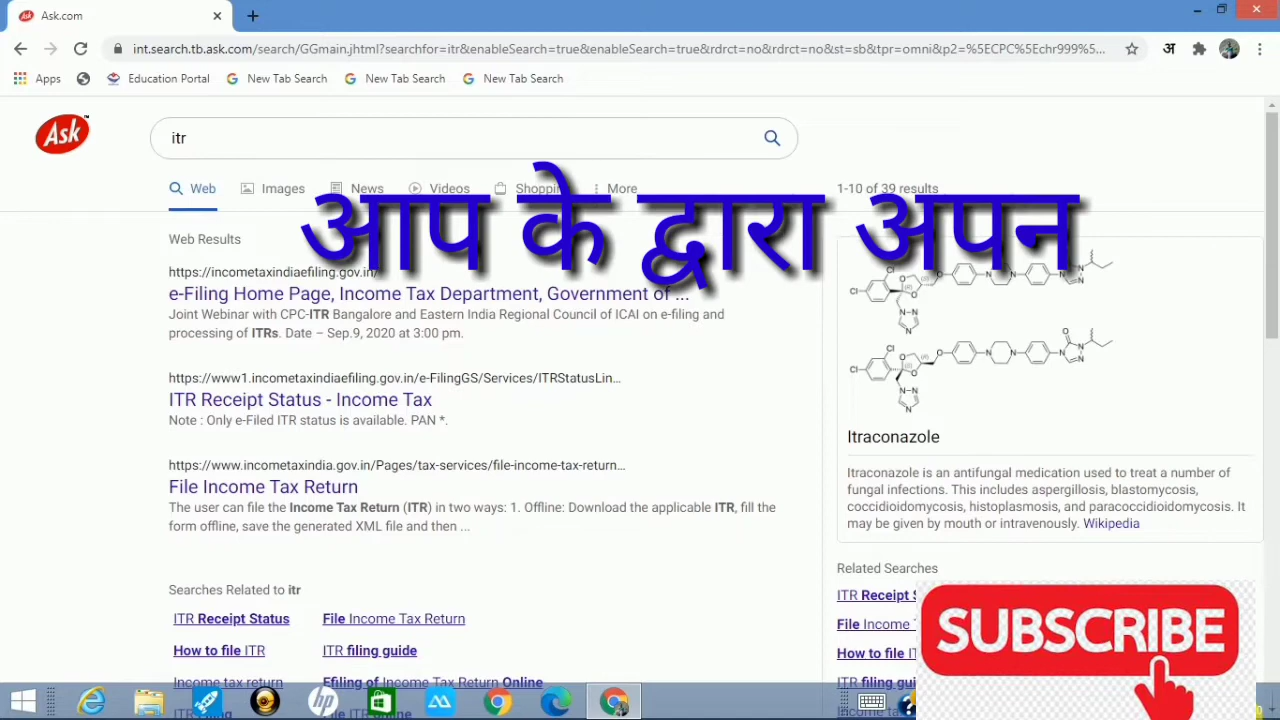 Ask.com
int.search.tb.ask.com/search/GGmain.jhtml?searchfor=itr&enableSearch=true&enableSearch=true&rdrct=no&rdrct=no&st=sb&tpr=omni&p2=%5ECPC%5Echr999%5...
अ
Apps
Education Portal
New Tab Search
New Tab Search
New Tab Search
Ask
itr
Web
Images
News
Videos
More
1-10 of 39 results
आप के द्वारा अपन
Web Results
https://incometaxindiaefiling.gov.in/
e-Filing Home Page, Income Tax Department, Government of ...
Joint Webinar with CPC-ITR Bangalore and Eastern India Regional Council of ICAI on e-filing and
processing of ITRs. Date – Sep.9, 2020 at 3:00 pm.
https://www1.incometaxindiaefiling.gov.in/e-FilingGS/Services/ITRStatusLin...
ITR Receipt Status - Income Tax
Note : Only e-Filed ITR status is available. PAN *.
https://www.incometaxindia.gov.in/Pages/tax-services/file-income-tax-return...
File Income Tax Return
The user can file the Income Tax Return (ITR) in two ways: 1. Offline: Download the applicable ITR, fill the
form offline, save the generated XML file and then ...
Searches Related to itr
ITR Receipt Status
File Income Tax Return
How to file ITR
ITR filing guide
Income tax return
Efiling of Income Tax Return Online
Itraconazole
Itraconazole is an antifungal medication used to treat a number of
fungal infections. This includes aspergillosis, blastomycosis,
coccidioidomycosis, histoplasmosis, and paracoccidioidomycosis. It
may be given by mouth or intravenously. Wikipedia
Related Searches
ITR Receipt
File Income
How to file
ITR filing
SUBSCRIBE
hp